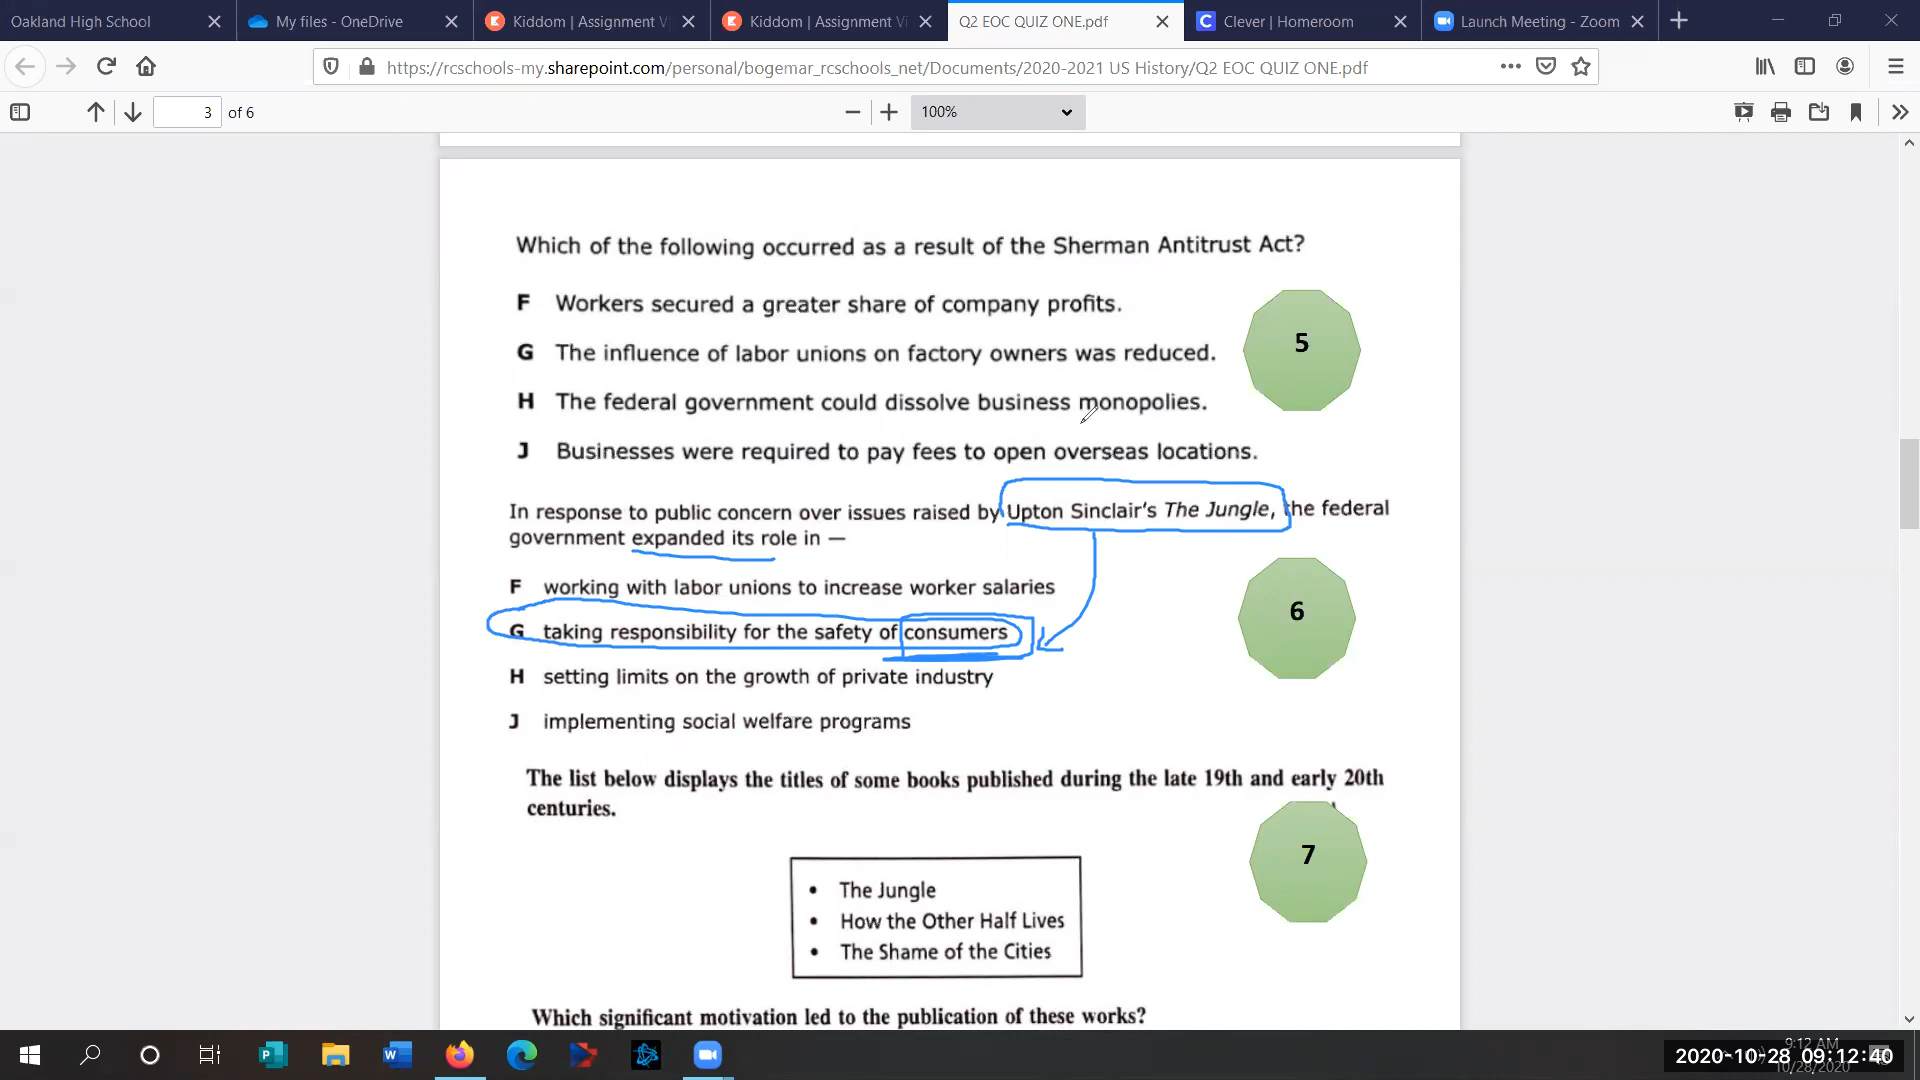 Oakland High School
My files - OneDrive
Kiddom | Assignment Vi
Kiddom | Assignment Vi
Q2 EOC QUIZ ONE.pdf
Clever | Homeroom
Launch Meeting - Zoom
https://rcschools-my.sharepoint.com/personal/bogemar_rcschools_net/Documents/2020-2021 US History/Q2 EOC QUIZ ONE.pdf
3 of 6
100%
Which of the following occurred as a result of the Sherman Antitrust Act?
F Workers secured a greater share of company profits.
G The influence of labor unions on factory owners was reduced.
H The federal government could dissolve business monopolies.
J Businesses were required to pay fees to open overseas locations.
5
In response to public concern over issues raised by Upton Sinclair's The Jungle, the federal
government expanded its role in —
F working with labor unions to increase worker salaries
G taking responsibility for the safety of consumers
H setting limits on the growth of private industry
J implementing social welfare programs
6
The list below displays the titles of some books published during the late 19th and early 20th
centuries.
7
• The Jungle
• How the Other Half Lives
• The Shame of the Cities
Which significant motivation led to the publication of these works?
9:12 AM
10/28/2020
2020-10-28 09:12:40